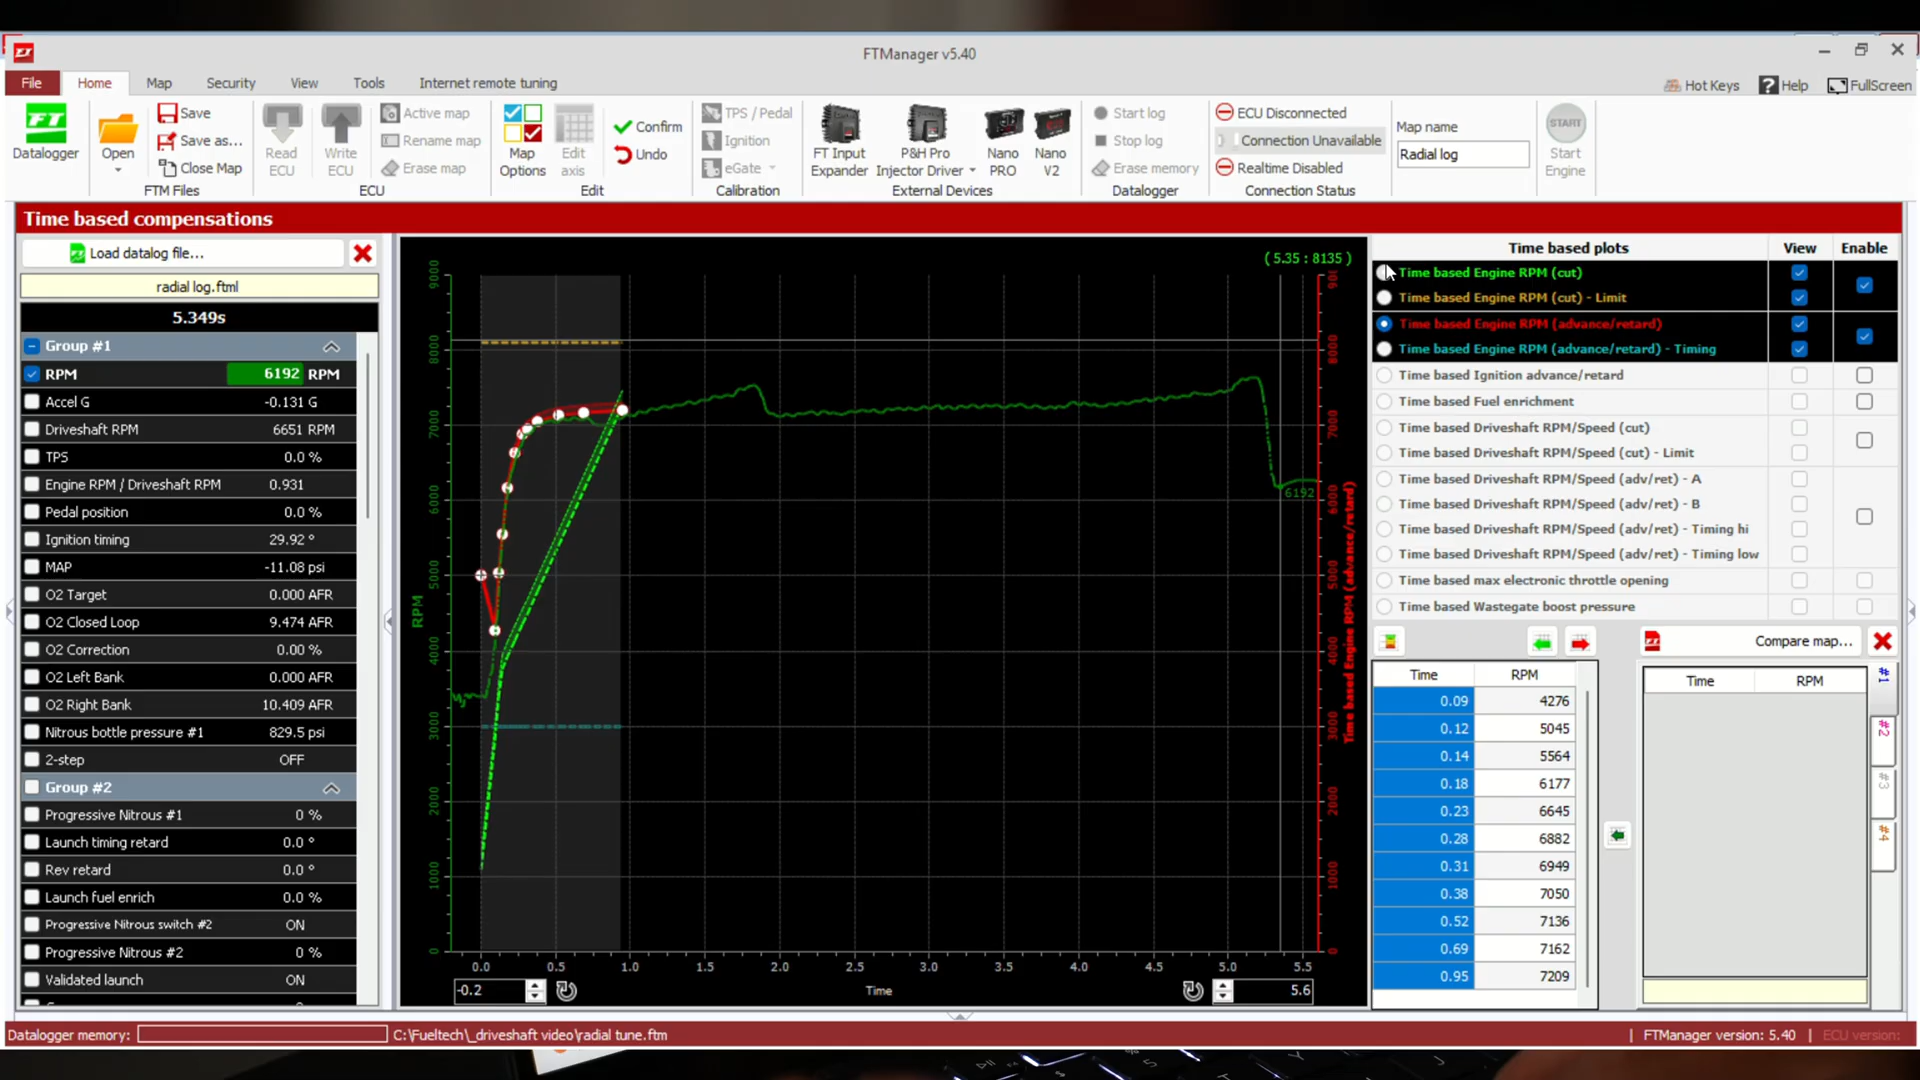 FTManager v5.40
File Home Map Security View Tools Internet remote tuning
Hot Keys Help FullScreen
Datalogger
Open
Save
Save as...
Close Map
FTM Files
Read ECU
Write ECU
Active map
Rename map
Erase map
ECU
Map Options
Edit axis
Confirm
Undo
Edit
TPS / Pedal
Ignition
eGate
Calibration
FT Input Expander
P&H Pro Injector Driver
Nano PRO
Nano V2
External Devices
Start log
Stop log
Erase memory
Datalogger
ECU Disconnected
Connection Unavailable
Realtime Disabled
Connection Status
Map name
Radial log
START
Start Engine
Time based compensations
Load datalog file...
radial log.ftml
5.349s
Group #1
RPM 6192 RPM
Accel G -0.131 G
Driveshaft RPM 6651 RPM
TPS 0.0 %
Engine RPM / Driveshaft RPM 0.931
Pedal position 0.0 %
Ignition timing 29.92 °
MAP -11.08 psi
O2 Target 0.000 AFR
O2 Closed Loop 9.474 AFR
O2 Correction 0.00 %
O2 Left Bank 0.000 AFR
O2 Right Bank 10.409 AFR
Nitrous bottle pressure #1 829.5 psi
2-step OFF
Group #2
Progressive Nitrous #1 0 %
Launch timing retard 0.0 °
Rev retard 0.0 °
Launch fuel enrich 0.0 %
Progressive Nitrous switch #2 ON
Progressive Nitrous #2 0 %
Validated launch ON
( 5.35 : 8135 )
9000
8000
7000
6000
5000
4000
3000
2000
1000
0
RPM
6192
8000
7000
6000
5000
4000
3000
2000
1000
0
Time based Engine RPM (advance/retard)
0.0 0.5 1.0 1.5 2.0 2.5 3.0 3.5 4.0 4.5 5.0 5.5
-0.2 Time 5.6
Time based plots View Enable
Time based Engine RPM (cut)
Time based Engine RPM (cut) - Limit
Time based Engine RPM (advance/retard)
Time based Engine RPM (advance/retard) - Timing
Time based Ignition advance/retard
Time based Fuel enrichment
Time based Driveshaft RPM/Speed (cut)
Time based Driveshaft RPM/Speed (cut) - Limit
Time based Driveshaft RPM/Speed (adv/ret) - A
Time based Driveshaft RPM/Speed (adv/ret) - B
Time based Driveshaft RPM/Speed (adv/ret) - Timing hi
Time based Driveshaft RPM/Speed (adv/ret) - Timing low
Time based max electronic throttle opening
Time based Wastegate boost pressure
Compare map...
Time RPM
0.09 4276
0.12 5045
0.14 5564
0.18 6177
0.23 6645
0.28 6882
0.31 6949
0.38 7050
0.52 7136
0.69 7162
0.95 7209
Time RPM
#1
#2
#3
#4
Datalogger memory: C:\Fueltech\_driveshaft video\radial tune.ftm
FTManager version: 5.40 | ECU version: